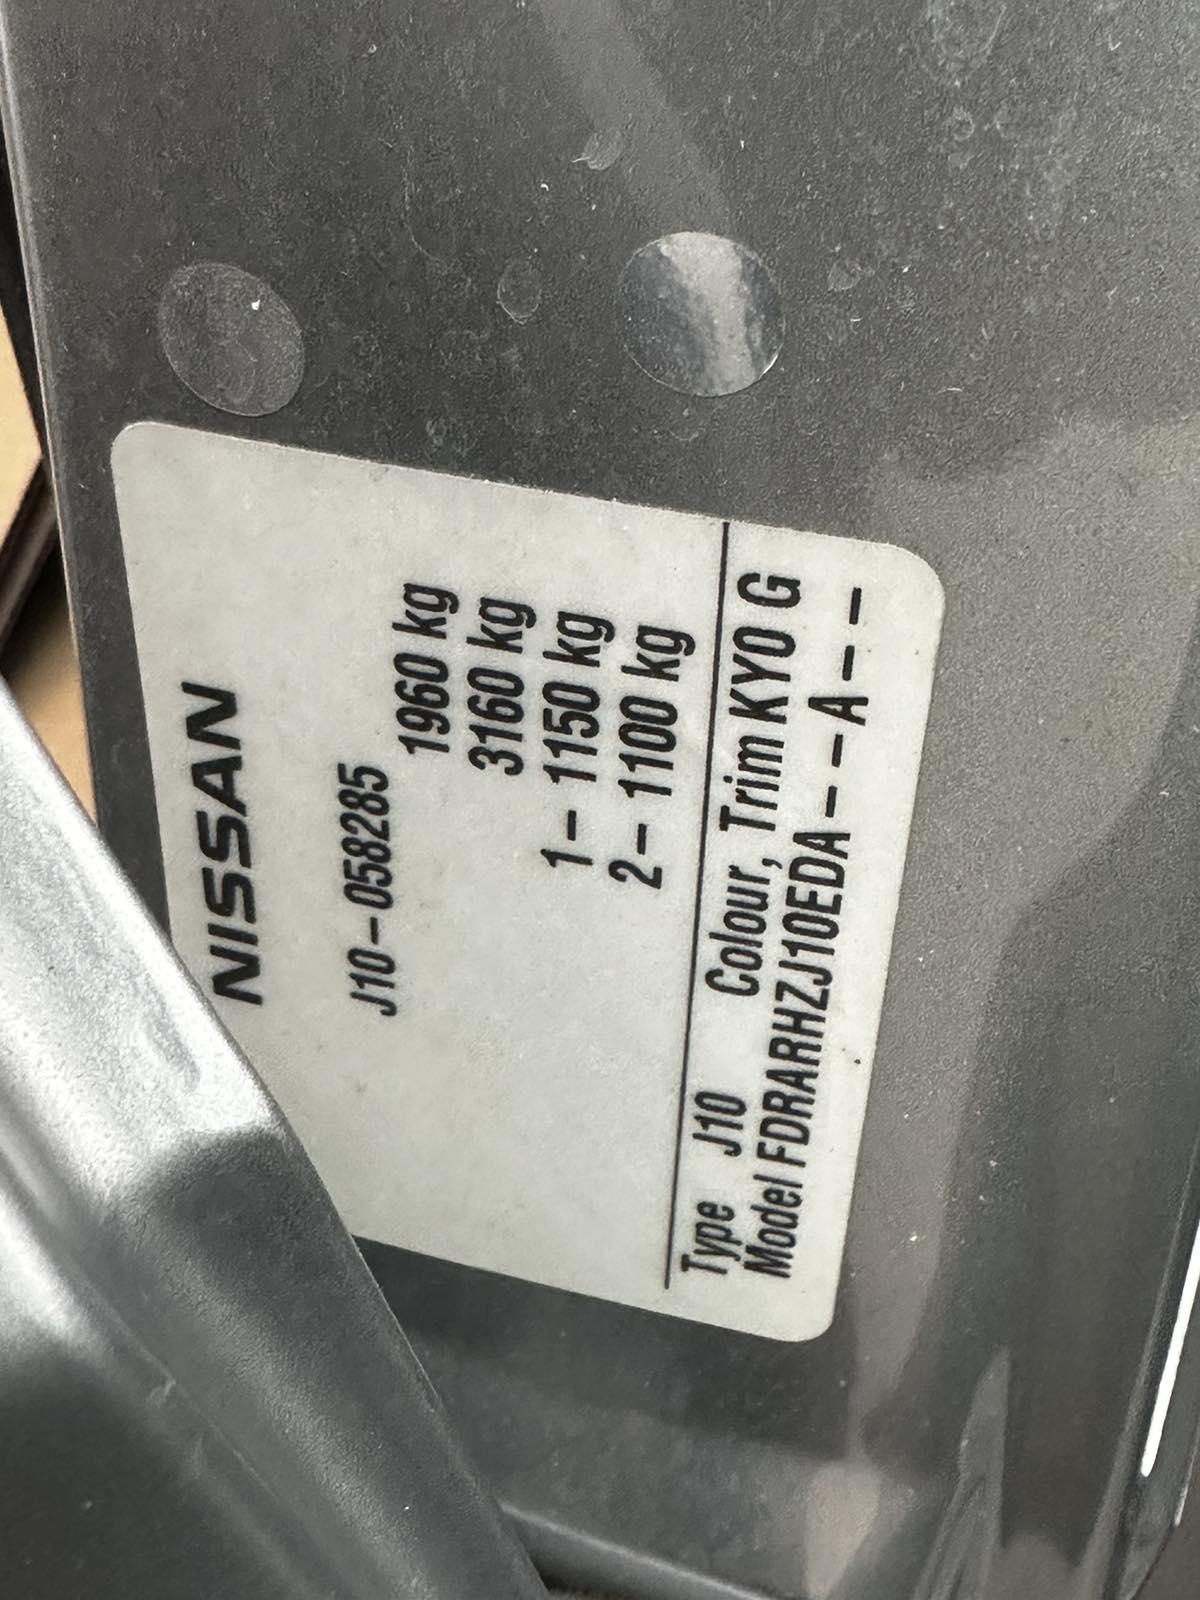 NISSAN
J10-058285
1960 kg
3160 kg
1- 1150 kg
2- 1100 kg
Type J10 Colour, Trim KY0 G
Model FDRARHZJ10EDA---A---